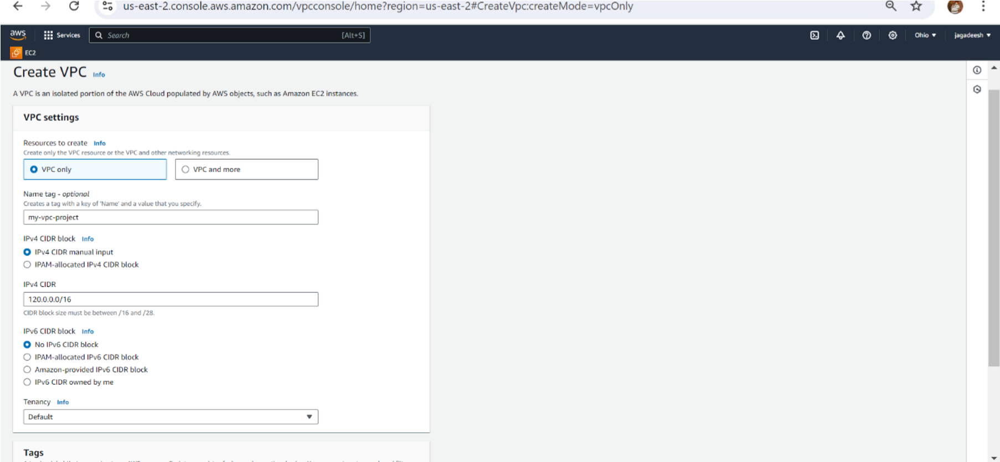 us-east-2.console.aws.amazon.com/vpcconsole/home?region=us-east-2#CreateVpc:createMode=vpcOnly
aws Services Search [Alt+S] Ohio jagadeesh
EC2
Create VPC Info
A VPC is an isolated portion of the AWS Cloud populated by AWS objects, such as Amazon EC2 instances.
VPC settings
Resources to create Info
Create only the VPC resource or the VPC and other networking resources.
VPC only VPC and more
Name tag - optional
Creates a tag with a key of 'Name' and a value that you specify.
my-vpc-project
IPv4 CIDR block Info
IPv4 CIDR manual input
IPAM-allocated IPv4 CIDR block
IPv4 CIDR
120.0.0.0/16
CIDR block size must be between /16 and /28.
IPv6 CIDR block Info
No IPv6 CIDR block
IPAM-allocated IPv6 CIDR block
Amazon-provided IPv6 CIDR block
IPv6 CIDR owned by me
Tenancy Info
Default
Tags